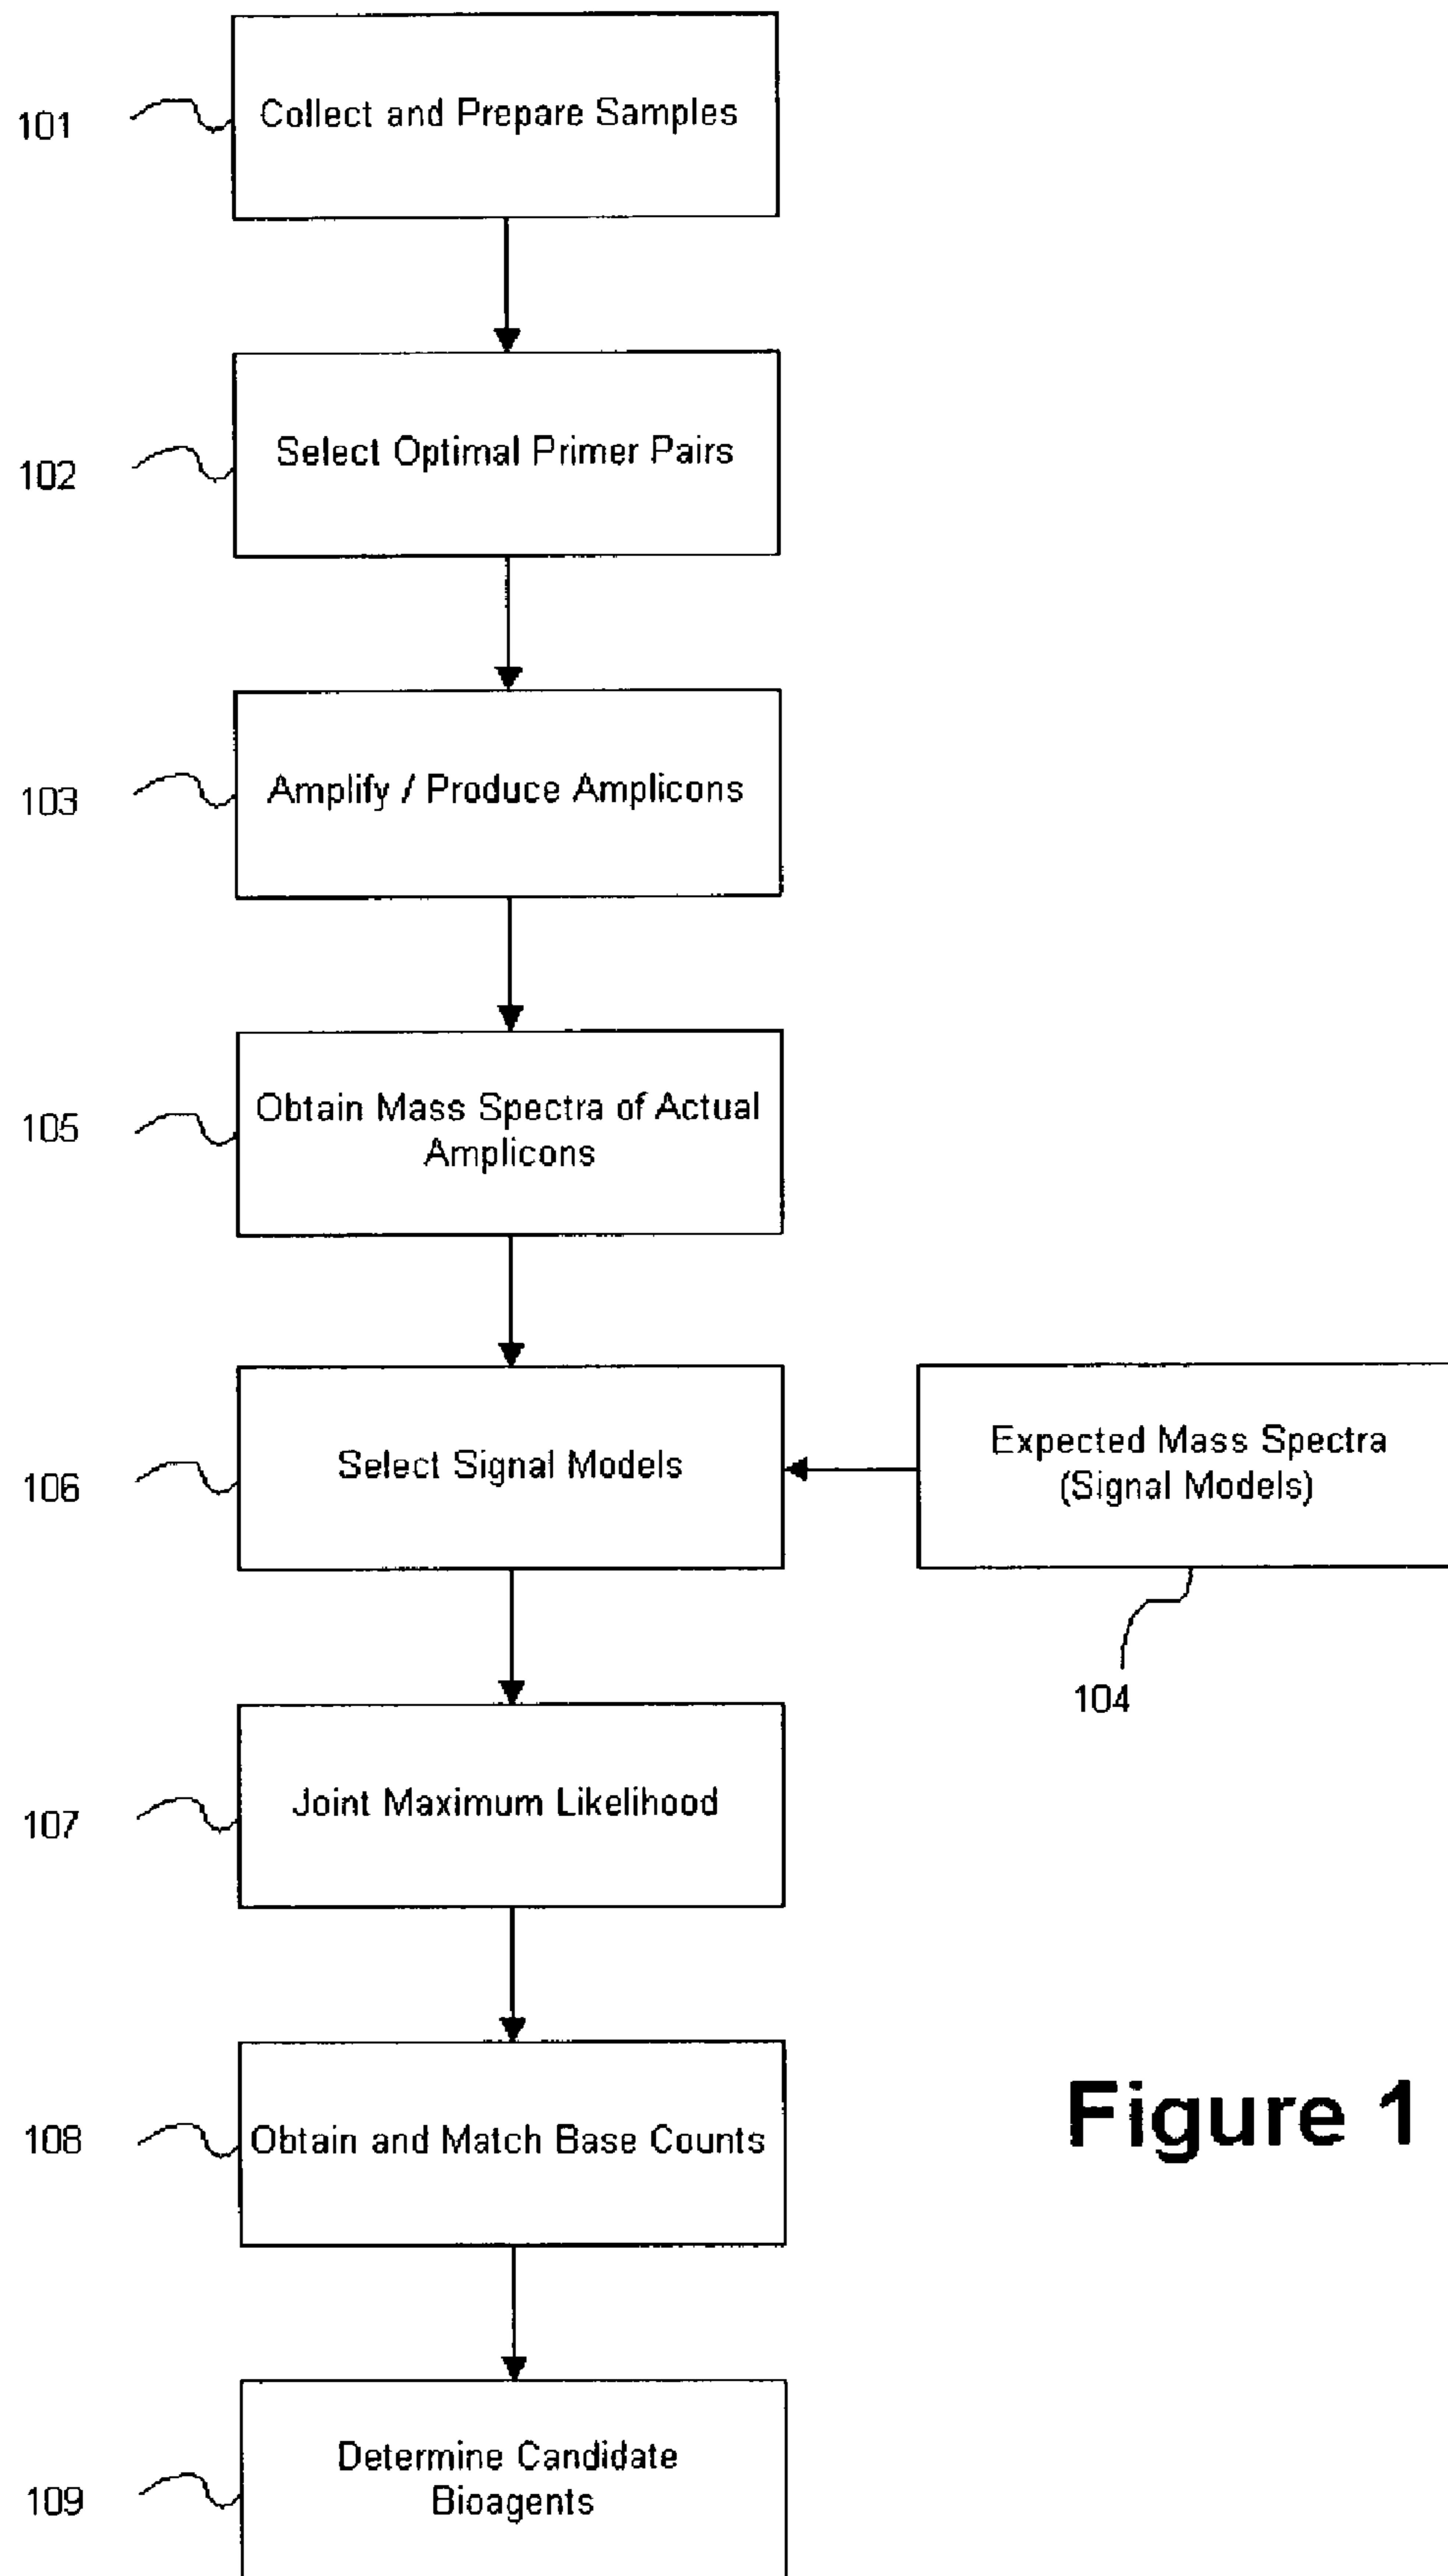 101
Collect and Prepare Samples
102
Select Optimal Primer Pairs
103
Amplify / Produce Amplicons
105
Obtain Mass Spectra of Actual
Amplicons
106
Select Signal Models
Expected Mass Spectra
(Signal Models)
104
107
Joint Maximum Likelihood
108
Obtain and Match Base Counts
Figure 1
109
Determine Candidate
Bioagents